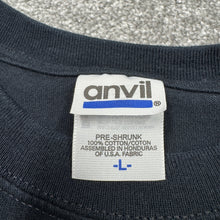 anvil
®
PRE-SHRUNK
100% COTTON/COTON
ASSEMBLED IN HONDURAS
OF U.S.A. FABRIC
-L-